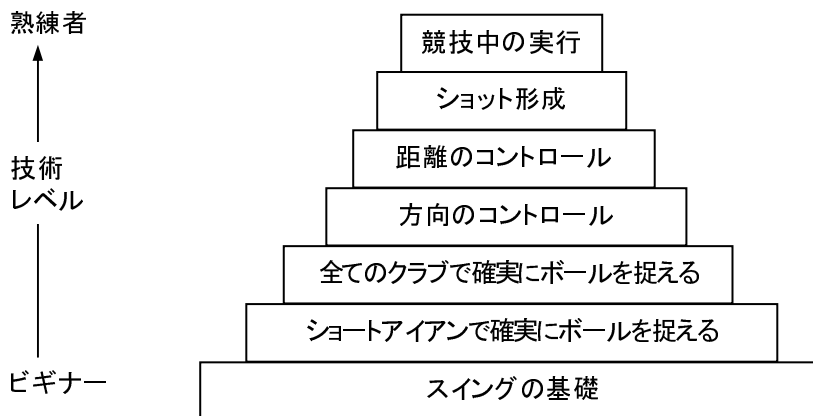 熟練者
競技中の実行
ショット形成
距離のコントロール
技術
レベル
方向のコントロール
全てのクラブで確実にボールを捉える
ショートアイアンで確実にボールを捉える
ビギナー
スイングの基礎